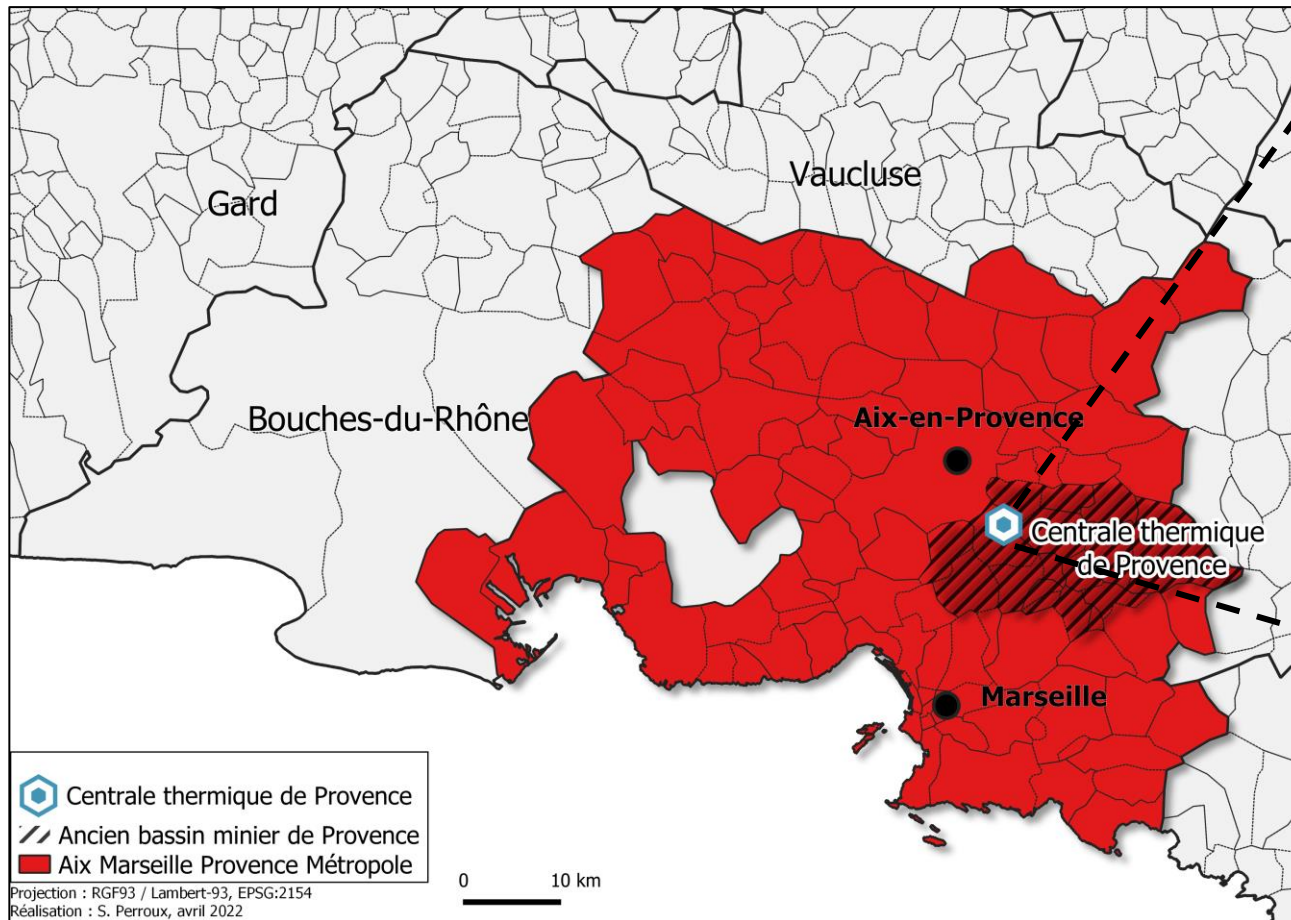 Gard
Vaucluse
Bouches-du-Rhône
Aix-en-Provence
Centrale thermique
de Provence
Marseille
Centrale thermique de Provence
Ancien bassin minier de Provence
Aix Marseille Provence Métropole
0 10 km
Projection : RGF93 / Lambert-93, EPSG:2154
Réalisation : S. Perroux, avril 2022